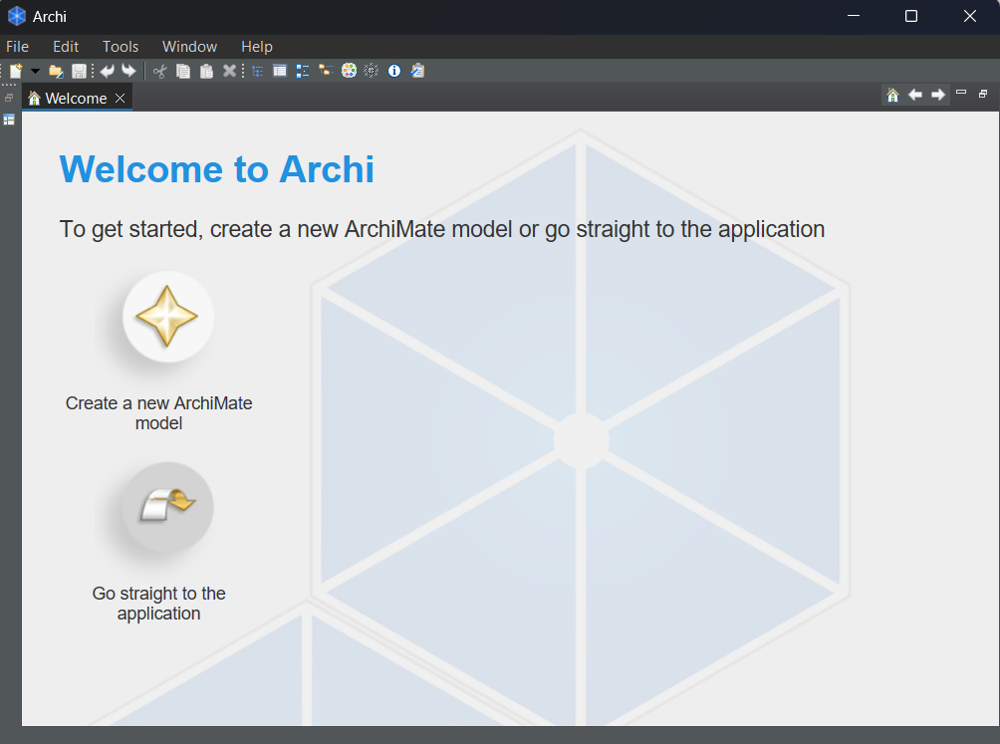 Archi
File Edit Tools Window Help
Welcome
Welcome to Archi
To get started, create a new ArchiMate model or go straight to the application
Create a new ArchiMate
model
Go straight to the
application